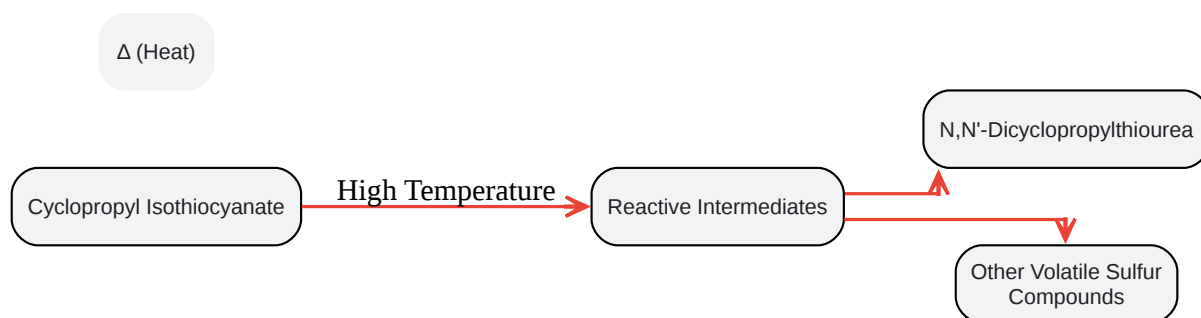 Δ (Heat)
N,N'-Dicyclopropylthiourea
Cyclopropyl Isothiocyanate
High Temperature
Reactive Intermediates
Other Volatile Sulfur
Compounds